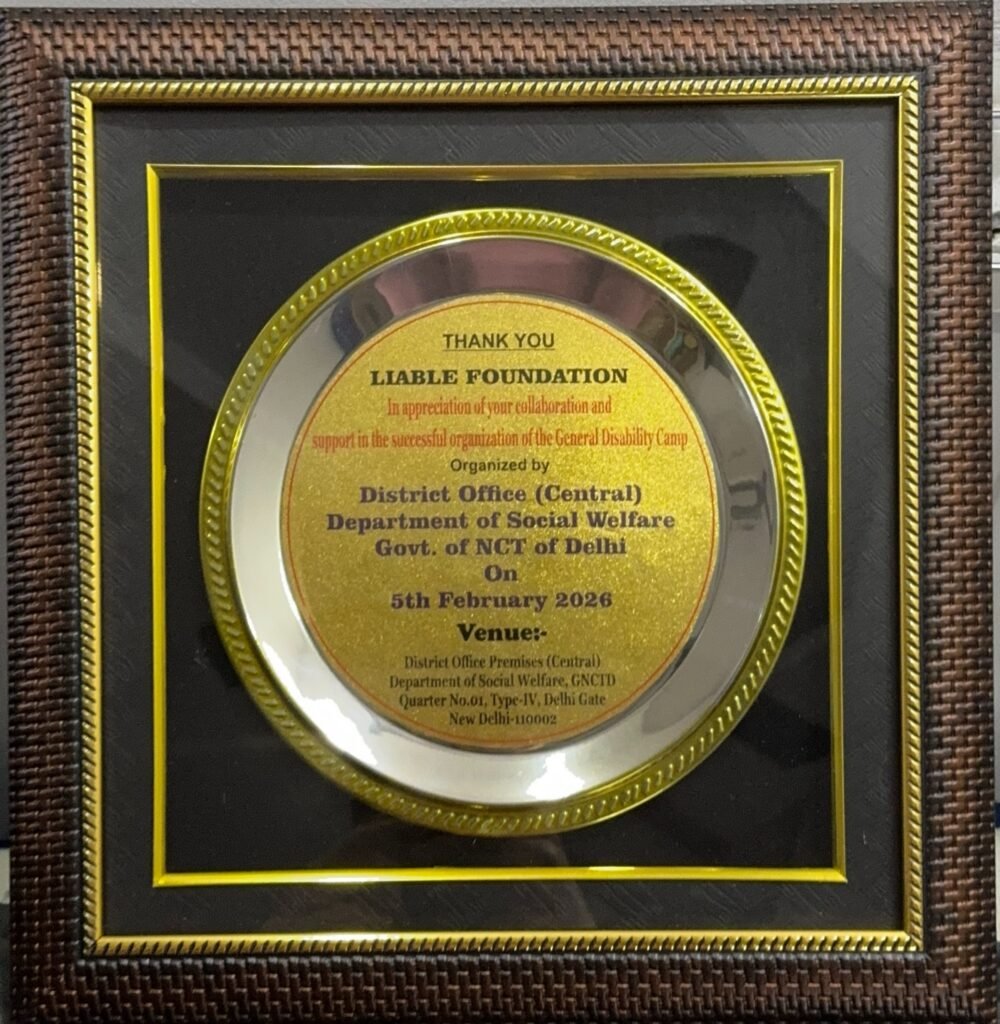 THANK YOU
LIABLE FOUNDATION
In appreciation of your collaboration and
support in the successful organization of the General Disability Camp
Organized by
District Office (Central)
Department of Social Welfare
Govt. of NCT of Delhi
On
5th February 2026
Venue:-
District Office Premises (Central)
Department of Social Welfare, GNCTD
Quarter No.01, Type-IV, Delhi Gate
New Delhi-110002